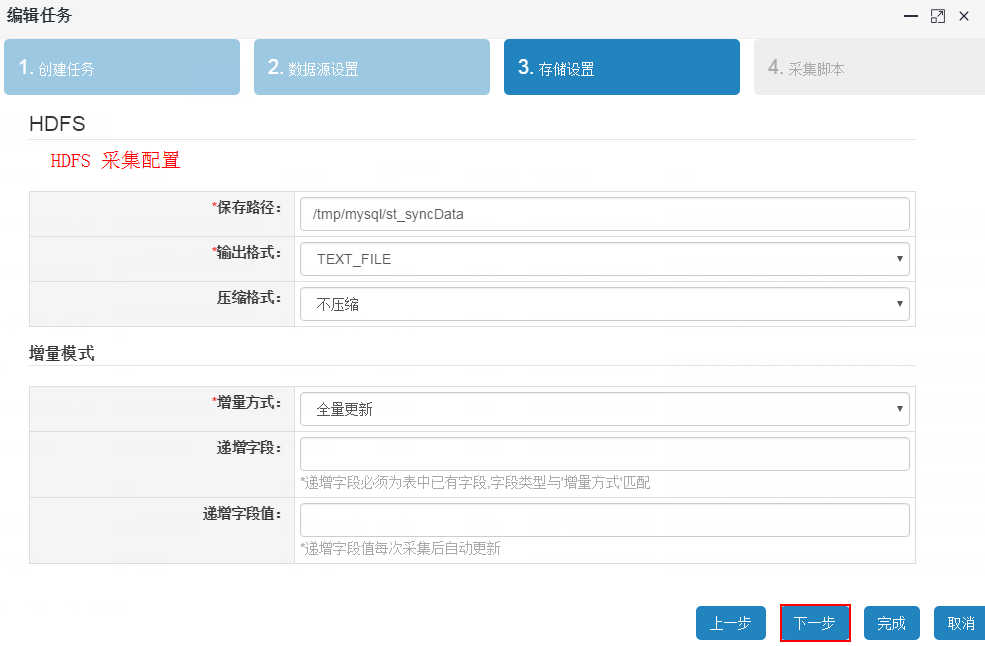 编辑任务
1. 创建任务
2. 数据源设置
3. 存储设置
4. 采集脚本
HDFS
HDFS 采集配置
*保存路径：
/tmp/mysql/st_syncData
*输出格式：
TEXT_FILE
压缩格式：
不压缩
增量模式
*增量方式：
全量更新
递增字段：
*递增字段必须为表中已有字段,字段类型与'增量方式'匹配
递增字段值：
*递增字段值每次采集后自动更新
上一步
下一步
完成
取消